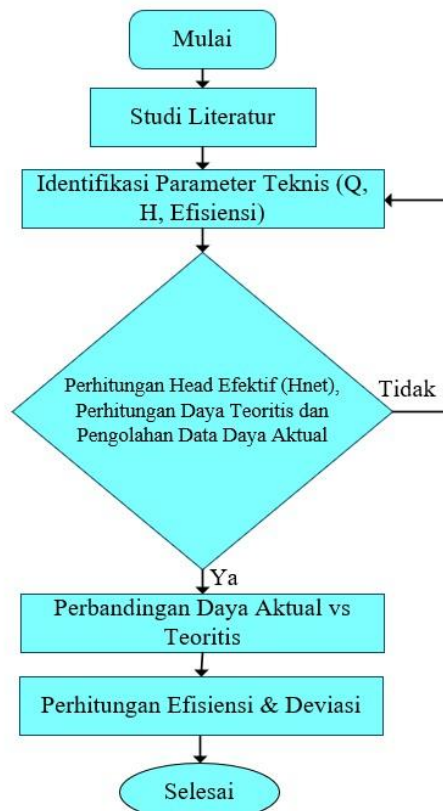 Mulai
Studi Literatur
Identifikasi Parameter Teknis (Q,
H, Efisiensi)
Perhitungan Head Efektif (Hnet),
Perhitungan Daya Teoritis dan
Pengolahan Data Daya Aktual
Tidak
Ya
Perbandingan Daya Aktual vs
Teoritis
Perhitungan Efisiensi & Deviasi
Selesai